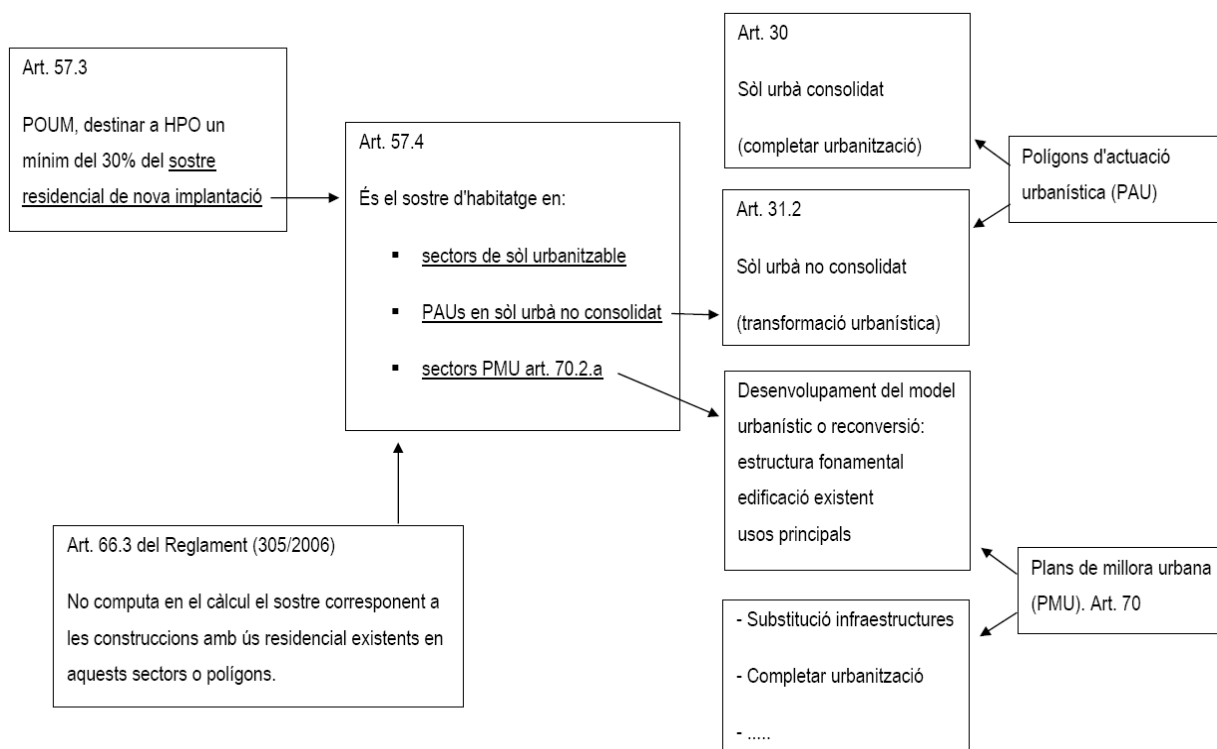 Art. 57.3
POUM, destinar a HPO un
mínim del 30% del sostre
residencial de nova implantació
Art. 57.4
És el sostre d'habitatge en:
▪ sectors de sòl urbanitzable
▪ PAUs en sòl urbà no consolidat
▪ sectors PMU art. 70.2.a
Art. 66.3 del Reglament (305/2006)
No computa en el càlcul el sostre corresponent a
les construccions amb ús residencial existents en
aquests sectors o polígons.
Art. 30
Sòl urbà consolidat
(completar urbanització)
Art. 31.2
Sòl urbà no consolidat
(transformació urbanística)
Polígons d'actuació
urbanística (PAU)
Desenvolupament del model
urbanístic o reconversió:
estructura fonamental
edificació existent
usos principals
- Substitució infraestructures
- Completar urbanització
- .....
Plans de millora urbana
(PMU). Art. 70